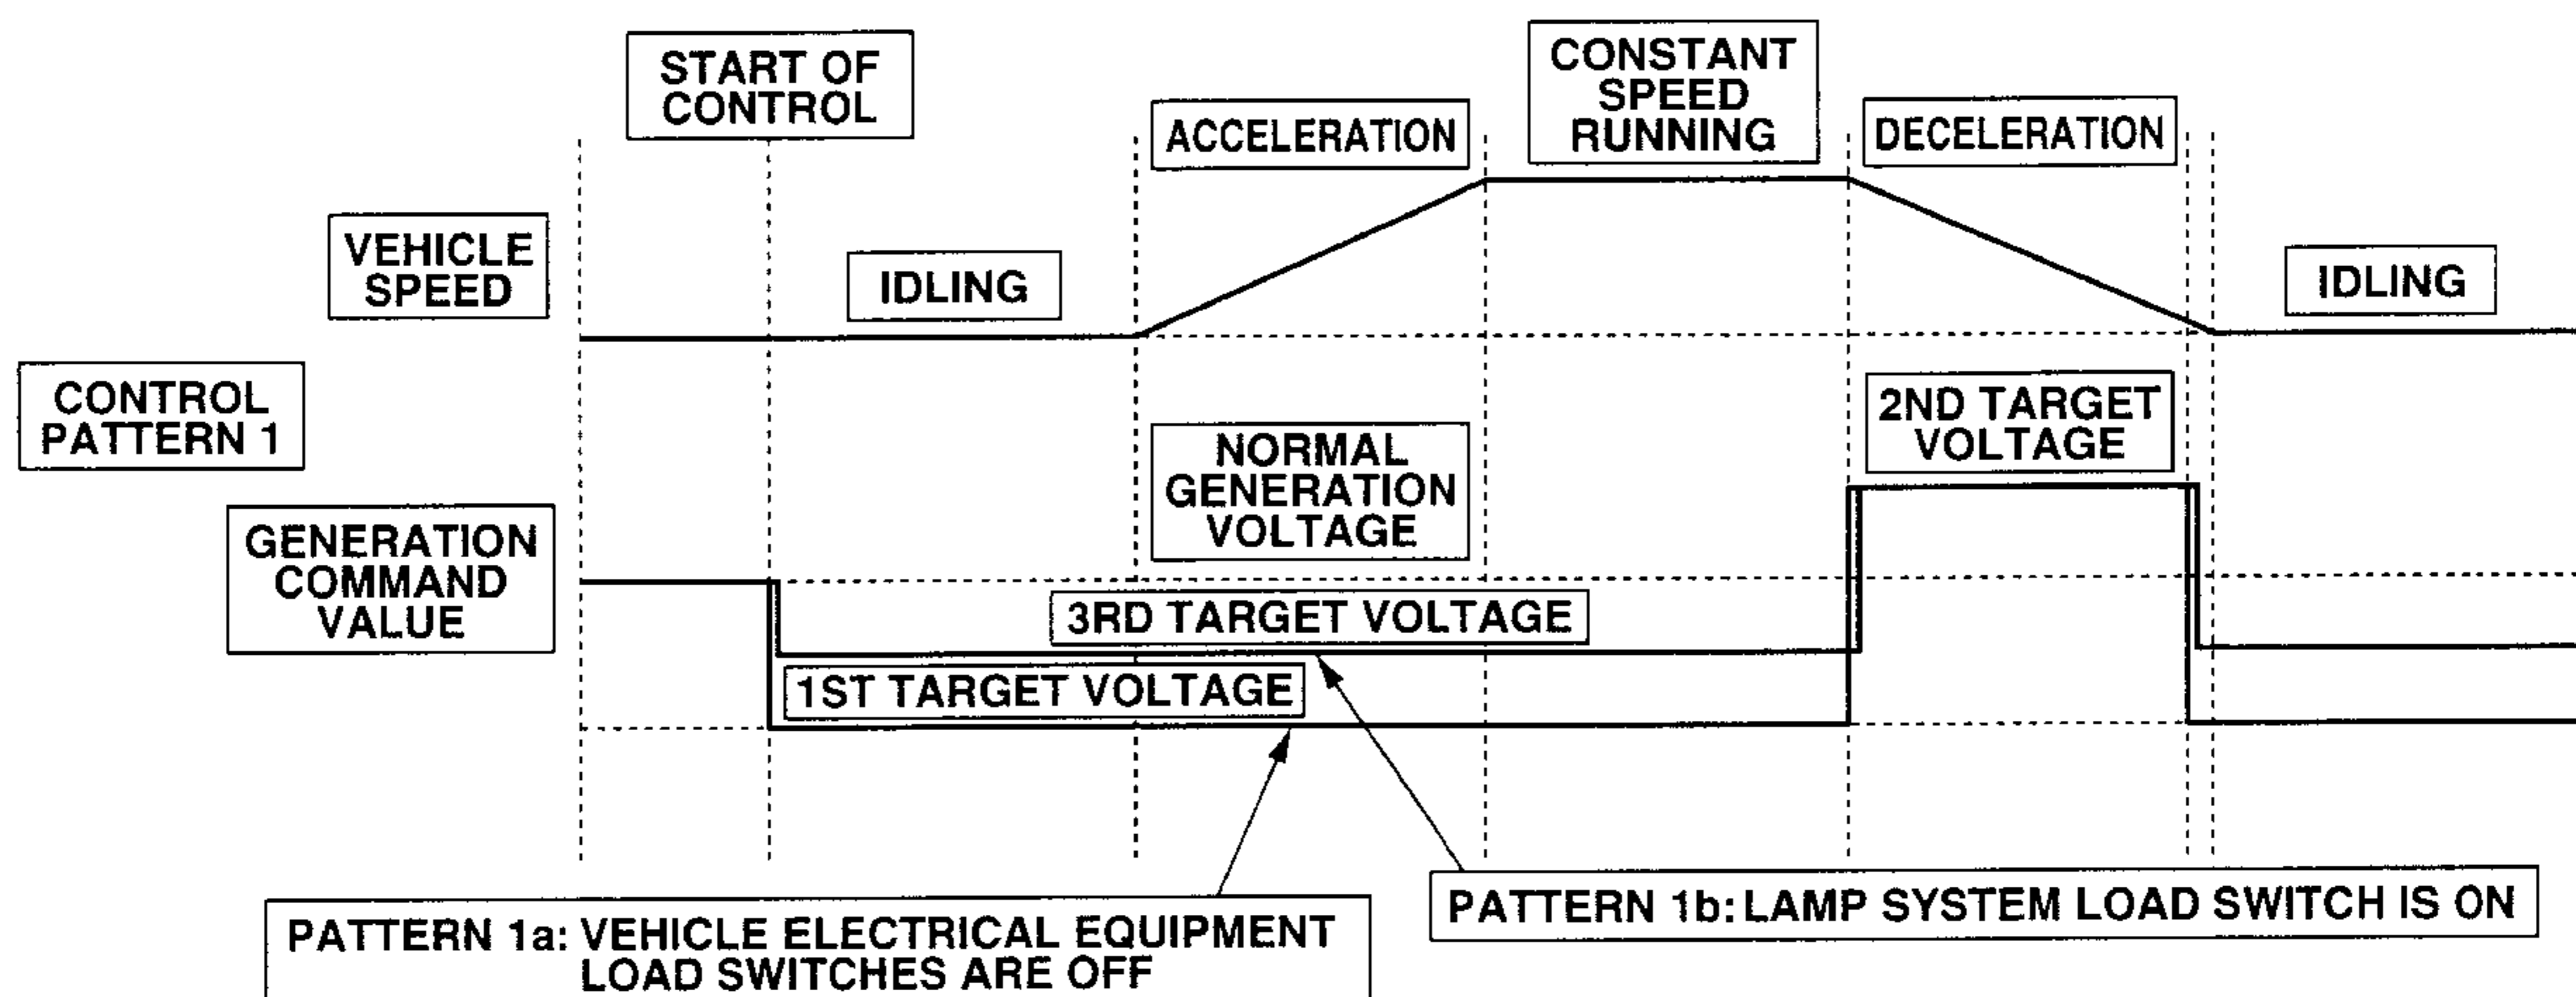 START OF
CONTROL
CONSTANT
SPEED
RUNNING
ACCELERATION
DECELERATION
VEHICLE
SPEED
IDLING
IDLING
CONTROL
PATTERN 1
2ND TARGET
VOLTAGE
NORMAL
GENERATION
VOLTAGE
GENERATION
COMMAND
VALUE
3RD TARGET VOLTAGE
1ST TARGET VOLTAGE
PATTERN 1a: VEHICLE ELECTRICAL EQUIPMENT
LOAD SWITCHES ARE OFF
PATTERN 1b: LAMP SYSTEM LOAD SWITCH IS ON